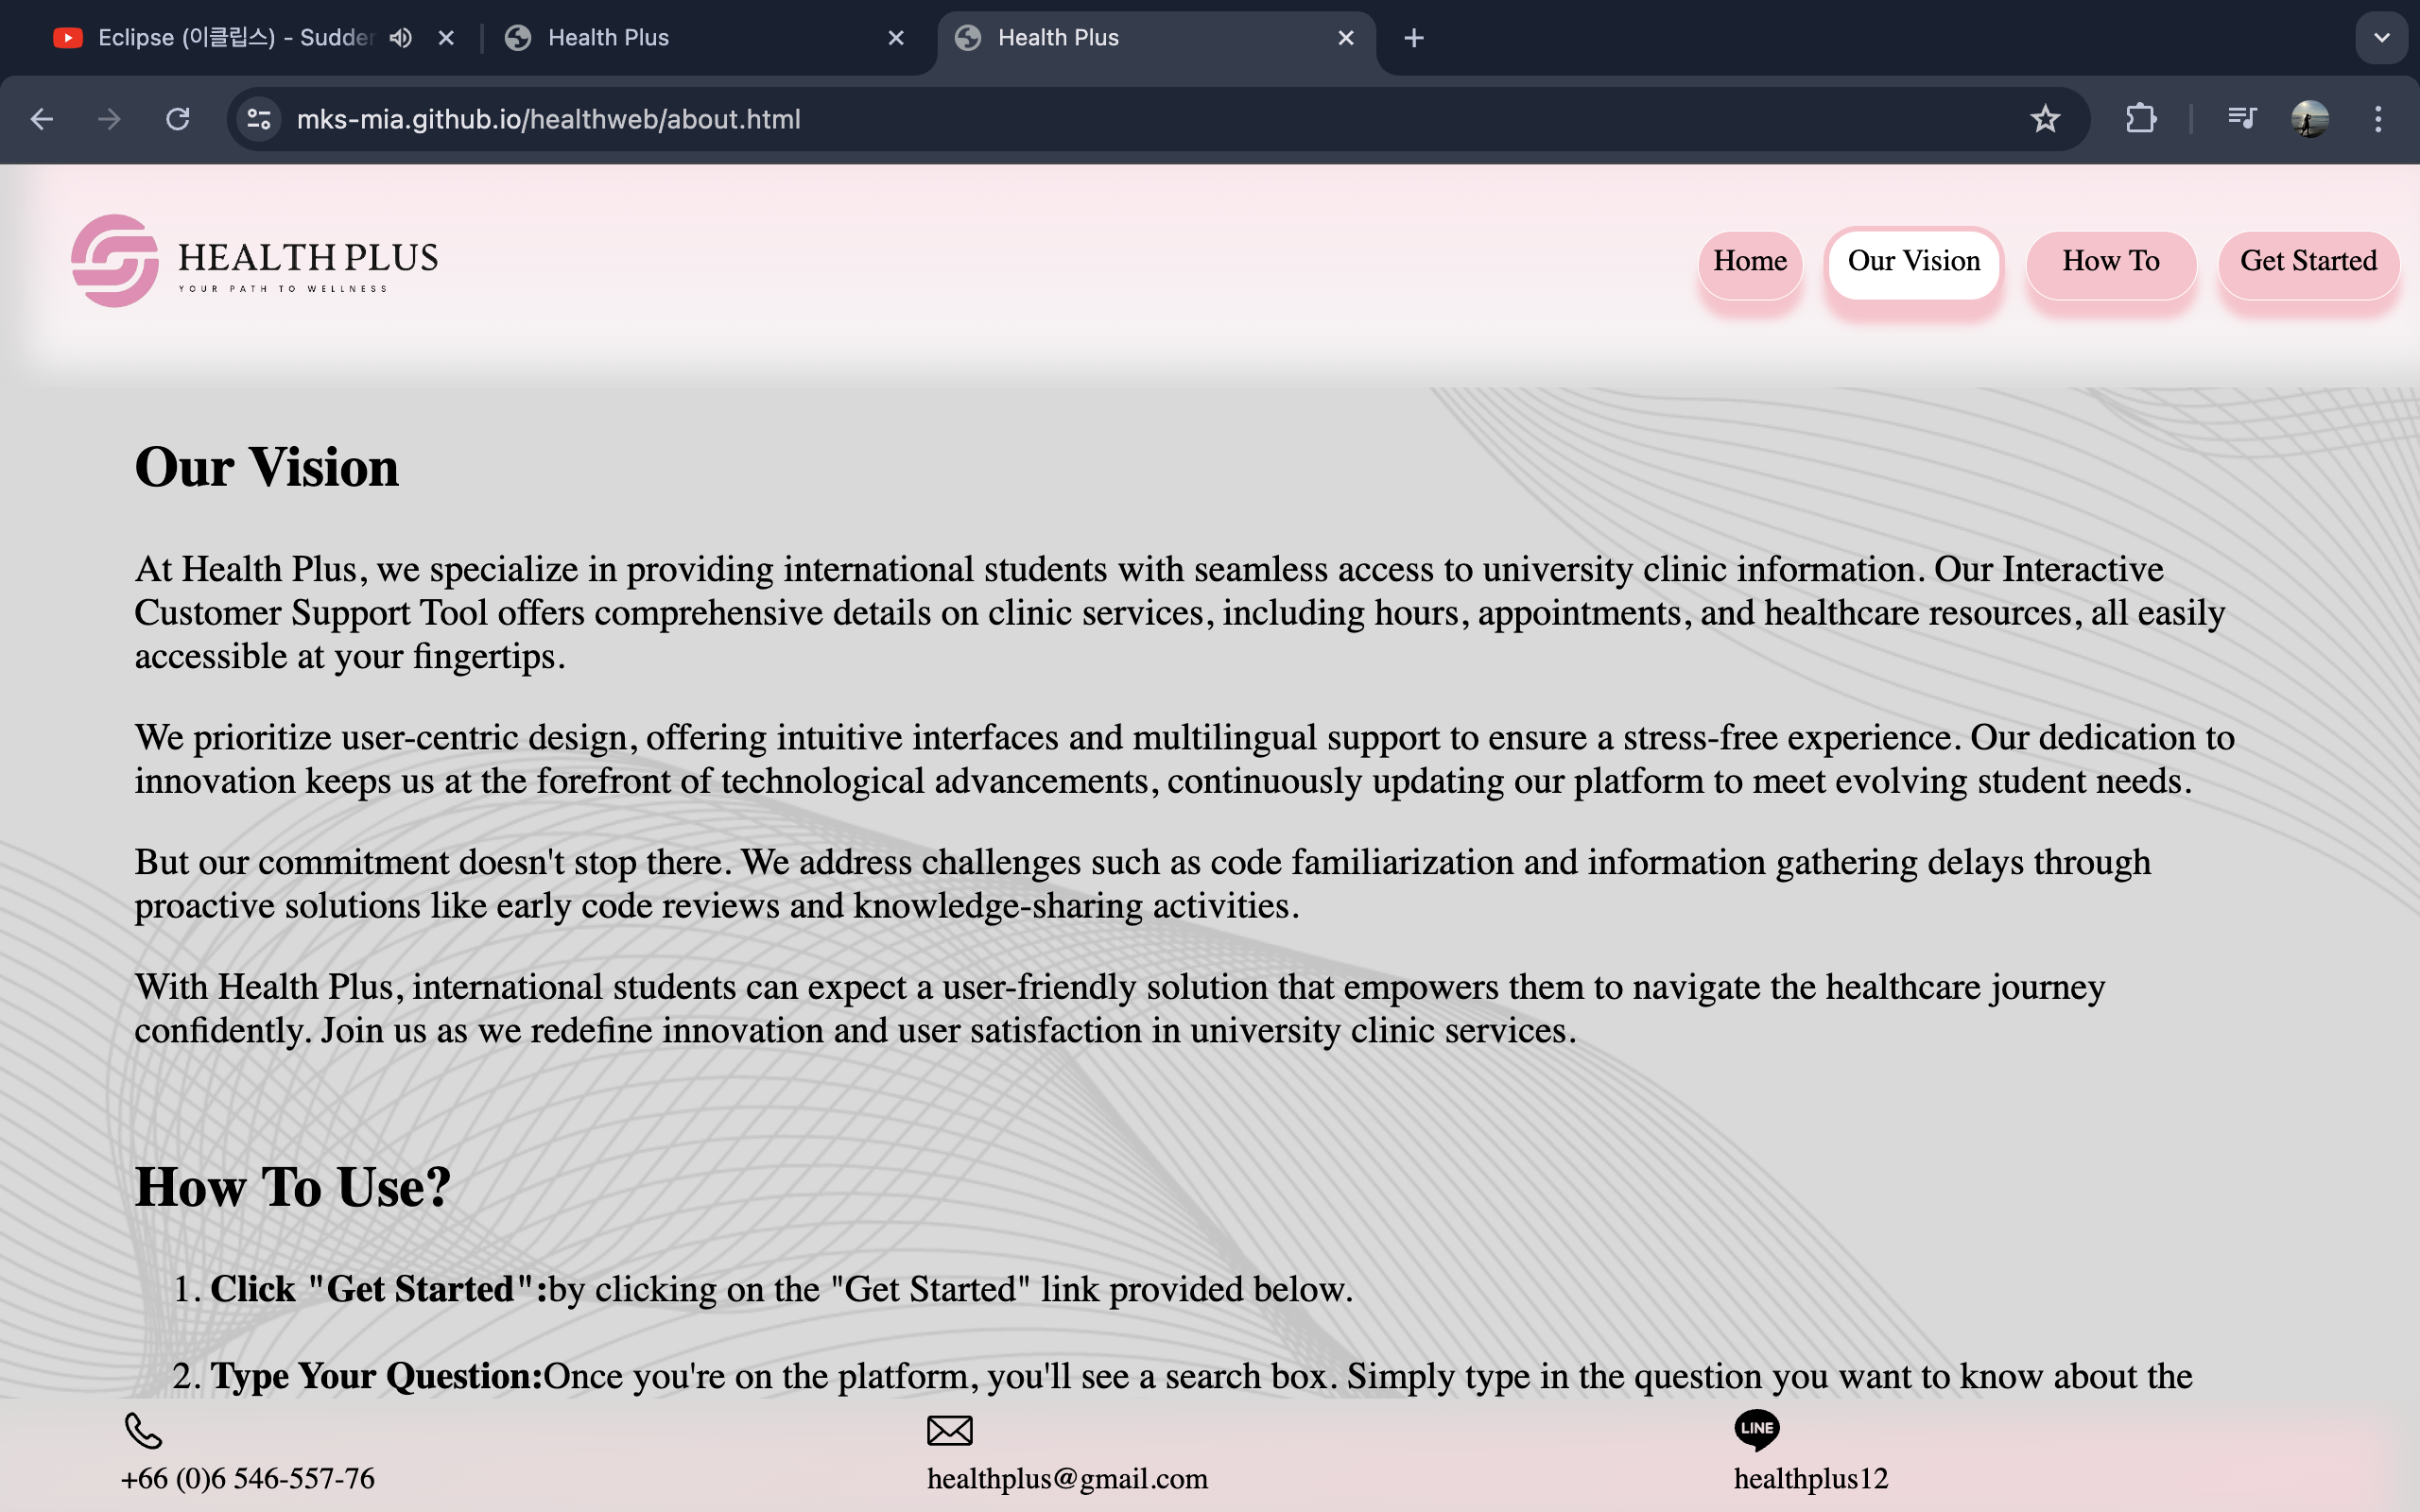 Eclipse (이클립스) - Sudder
Health Plus
Health Plus
mks-mia.github.io/healthweb/about.html
HEALTH PLUS
YOUR PATH TO WELLNESS
Home
Our Vision
How To
Get Started
Our Vision
At Health Plus, we specialize in providing international students with seamless access to university clinic information. Our Interactive
Customer Support Tool offers comprehensive details on clinic services, including hours, appointments, and healthcare resources, all easily
accessible at your fingertips.
We prioritize user-centric design, offering intuitive interfaces and multilingual support to ensure a stress-free experience. Our dedication to
innovation keeps us at the forefront of technological advancements, continuously updating our platform to meet evolving student needs.
But our commitment doesn't stop there. We address challenges such as code familiarization and information gathering delays through
proactive solutions like early code reviews and knowledge-sharing activities.
With Health Plus, international students can expect a user-friendly solution that empowers them to navigate the healthcare journey
confidently. Join us as we redefine innovation and user satisfaction in university clinic services.
How To Use?
1. Click "Get Started":by clicking on the "Get Started" link provided below.
2. Type Your Question:Once you're on the platform, you'll see a search box. Simply type in the question you want to know about the
LINE
+66 (0)6 546-557-76
healthplus@gmail.com
healthplus12